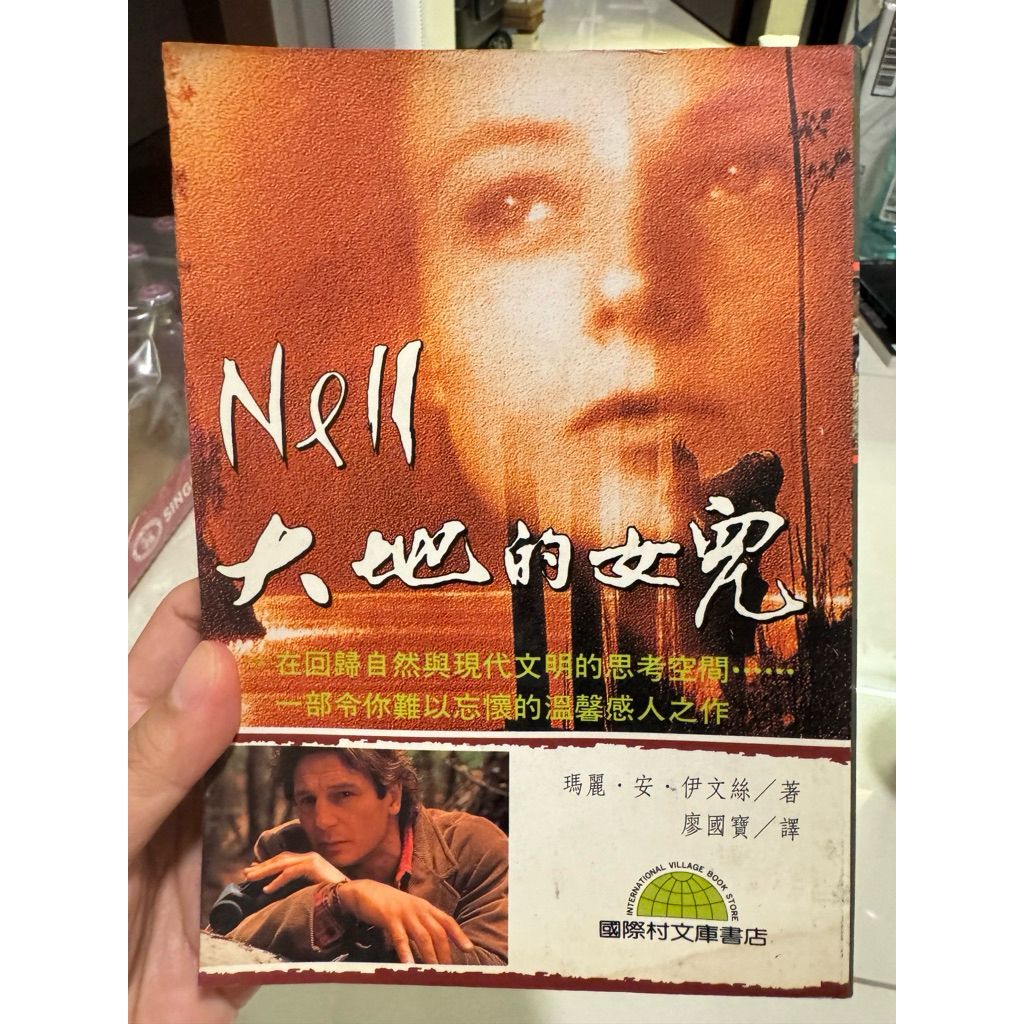 Nell
大地的女兒
在回歸自然與現代文明的思考空間……
一部令你難以忘懷的溫馨感人之作
瑪麗．安．伊文絲／著
廖國寶／譯
INTERNATIONAL VILLAGE BOOK STORE
國際村文庫書店
SING